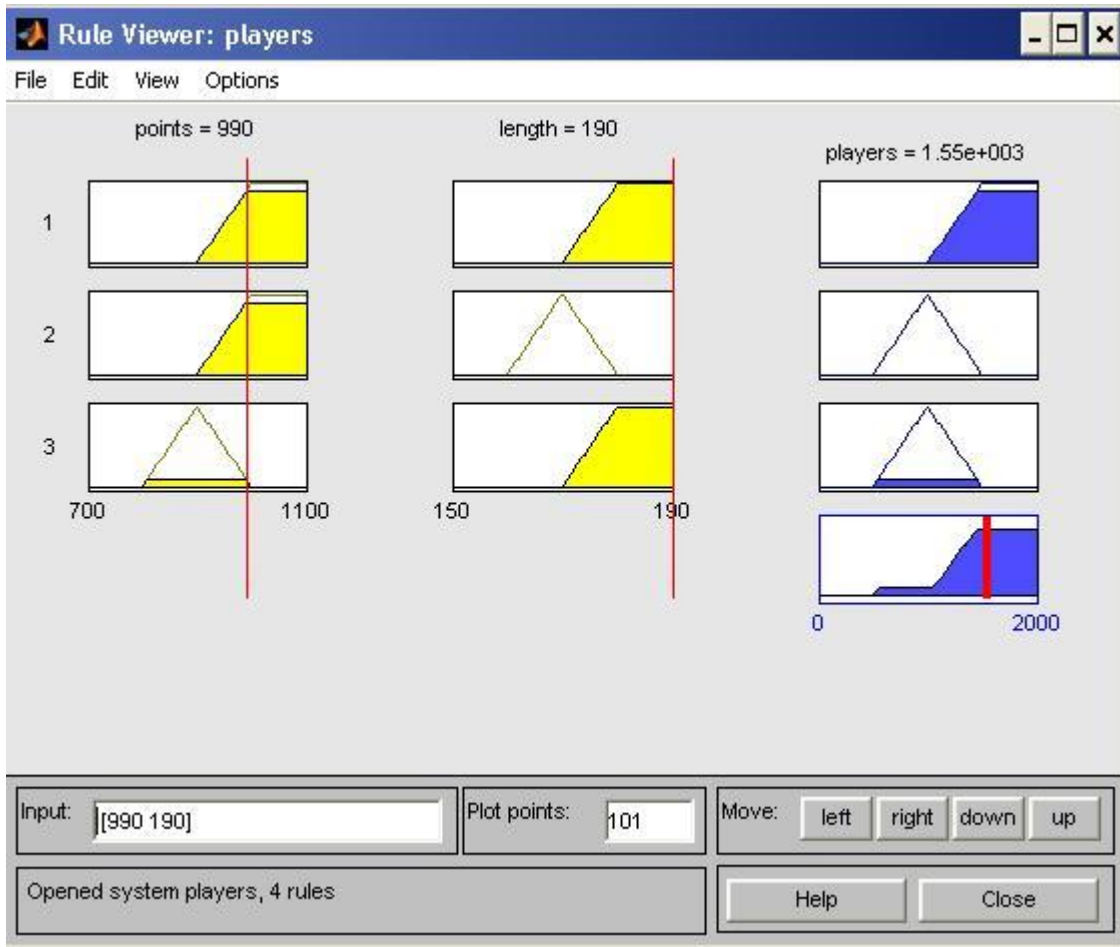 Rule Viewer: players
File Edit View Options
points = 990
length = 190
players = 1.55e+003
1
2
3
700 1100
150 190
0 2000
Input: [990 190]
Plot points: 101
Move: left right down up
Opened system players, 4 rules
Help Close